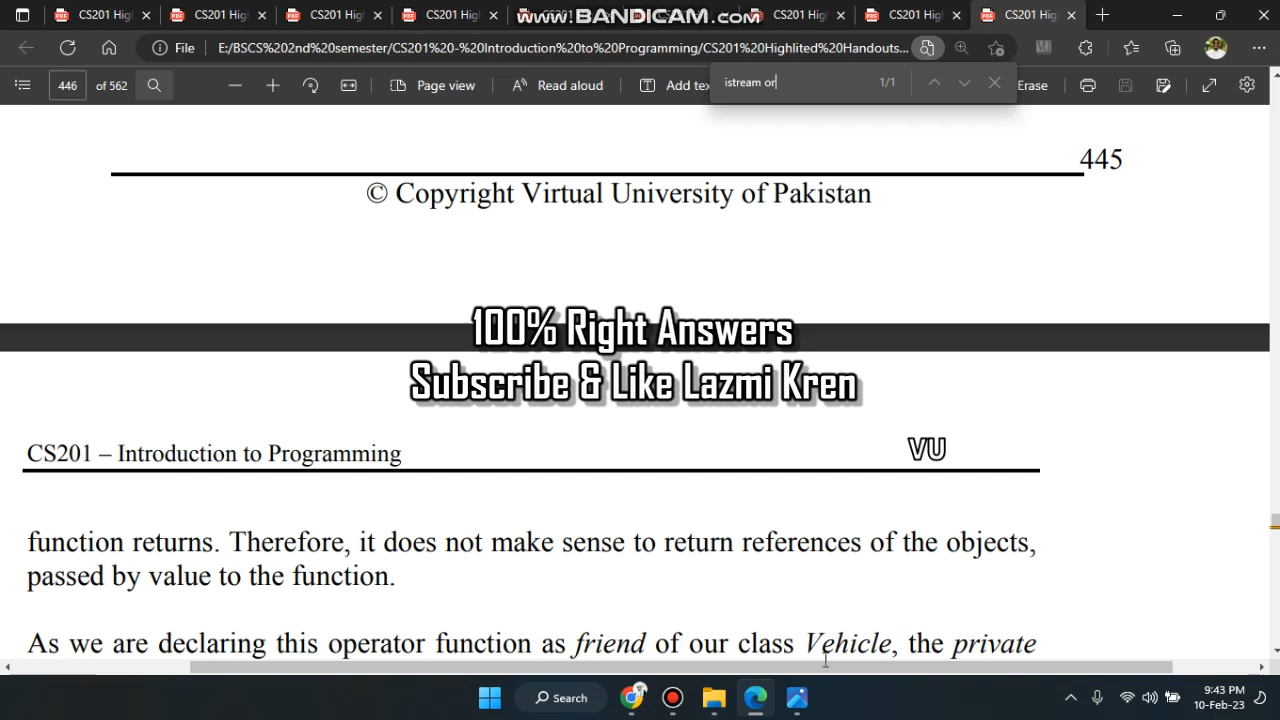 CS201 Hig
CS201 Higl
CS201 Higl
CS201 Higl
www.BANDICAM.com
CS201 Higl
CS201 Higl
CS201 Hig
File
E:/BSCS%202nd%20semester/CS201%20-%20Introduction%20to%20Programming/CS201%20Highlited%20Handouts...
446 of 562
Page view
Read aloud
Add tex
istream or
1/1
Erase
445
© Copyright Virtual University of Pakistan
100% Right Answers
Subscribe & Like Lazmi Kren
CS201 – Introduction to Programming
VU
function returns. Therefore, it does not make sense to return references of the objects,
passed by value to the function.
As we are declaring this operator function as friend of our class Vehicle, the private
Search
9:43 PM
10-Feb-23